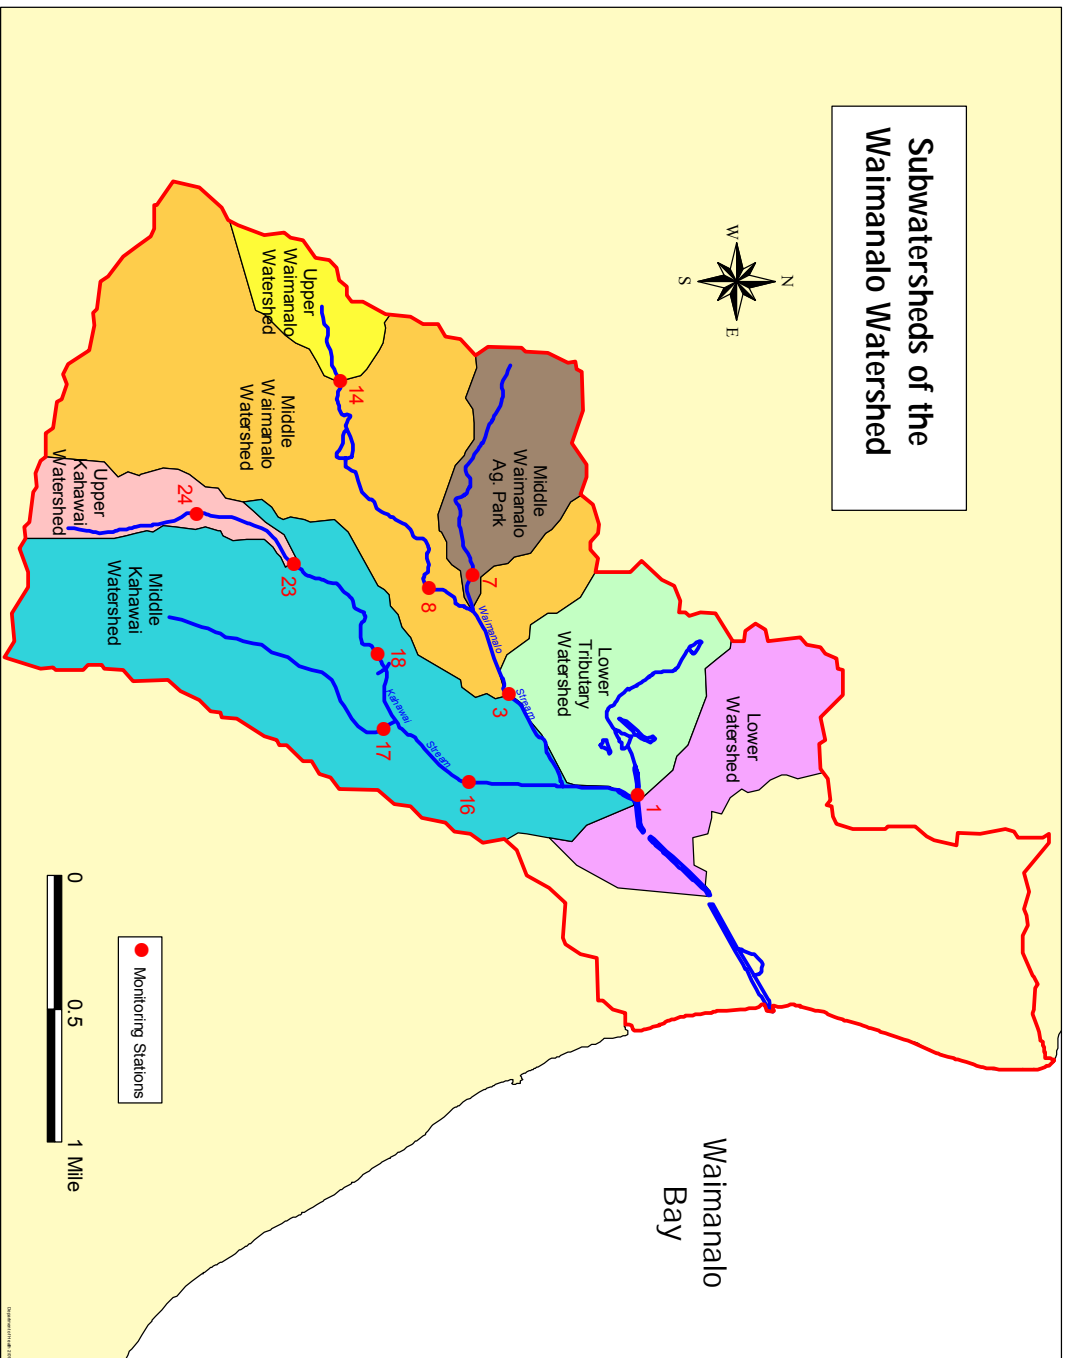 Subwatersheds of the
Waimanalo Watershed
N
W
E
S
Lower
Watershed
Lower
Tributary
Watershed
Middle
Waimanalo
Ag. Park
Upper
Waimanalo
Watershed
Middle
Waimanalo
Watershed
Upper
Kahawai
Watershed
Middle
Kahawai
Watershed
Waimanalo
Stream
Kahawai
Stream
1
3
7
8
14
16
17
18
23
24
Waimanalo
Bay
Monitoring Stations
0
0.5
1 Mile